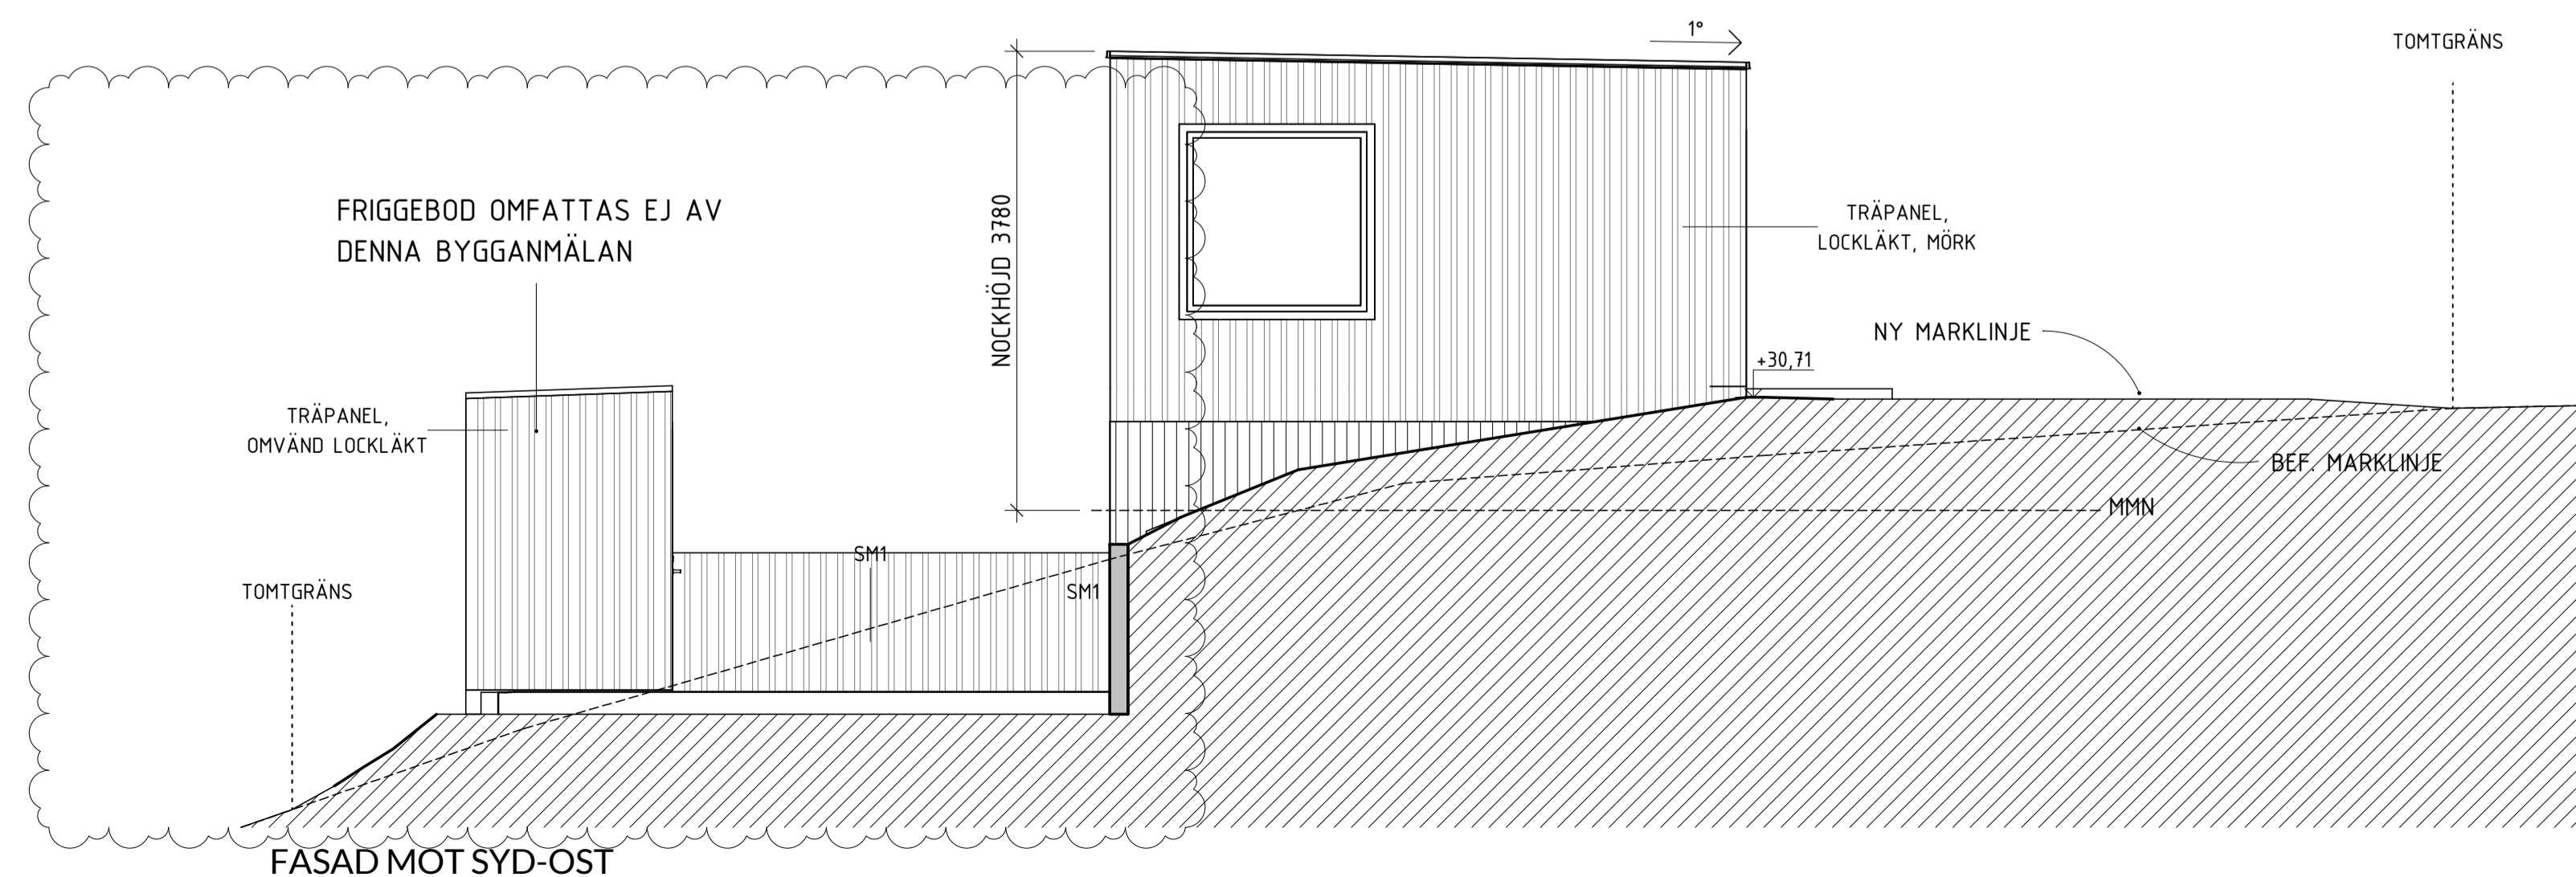 1°
TOMTGRÄNS
FRIGGEBOD OMFATTAS EJ AV
DENNA BYGGANMÄLAN
NOCKHÖJD 3780
TRÄPANEL,
LOCKLÄKT, MÖRK
NY MARKLINJE
+30,71
TRÄPANEL,
OMVÄND LOCKLÄKT
BEF. MARKLINJE
MMN
SM1
SM1
TOMTGRÄNS
FASAD MOT SYD-OST